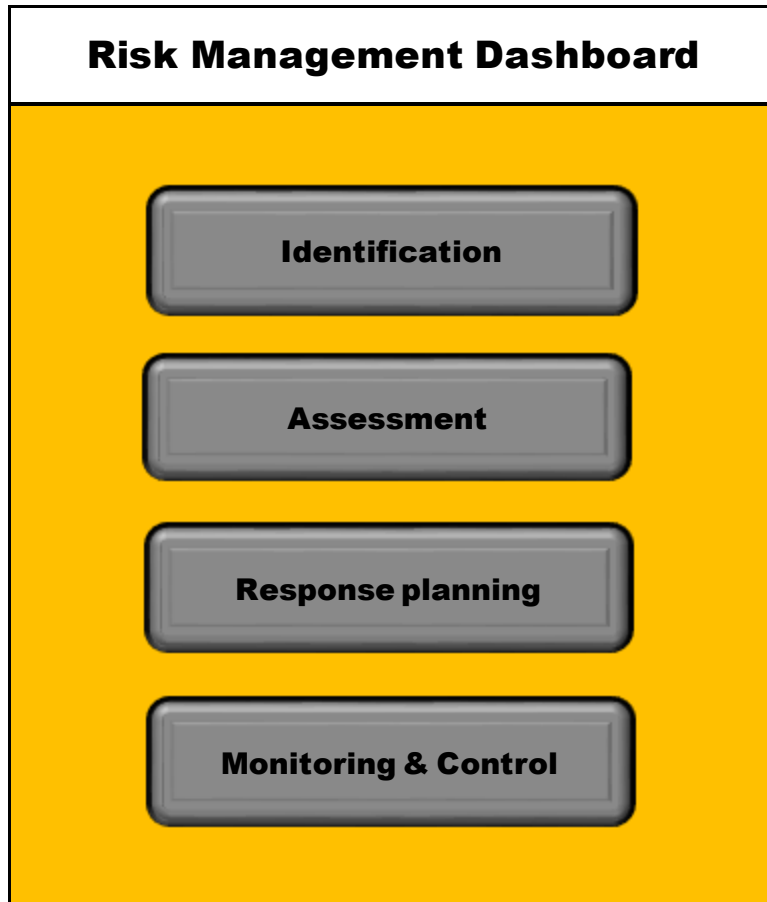 Risk Management Dashboard
Identification
Assessment
Response planning
Monitoring & Control